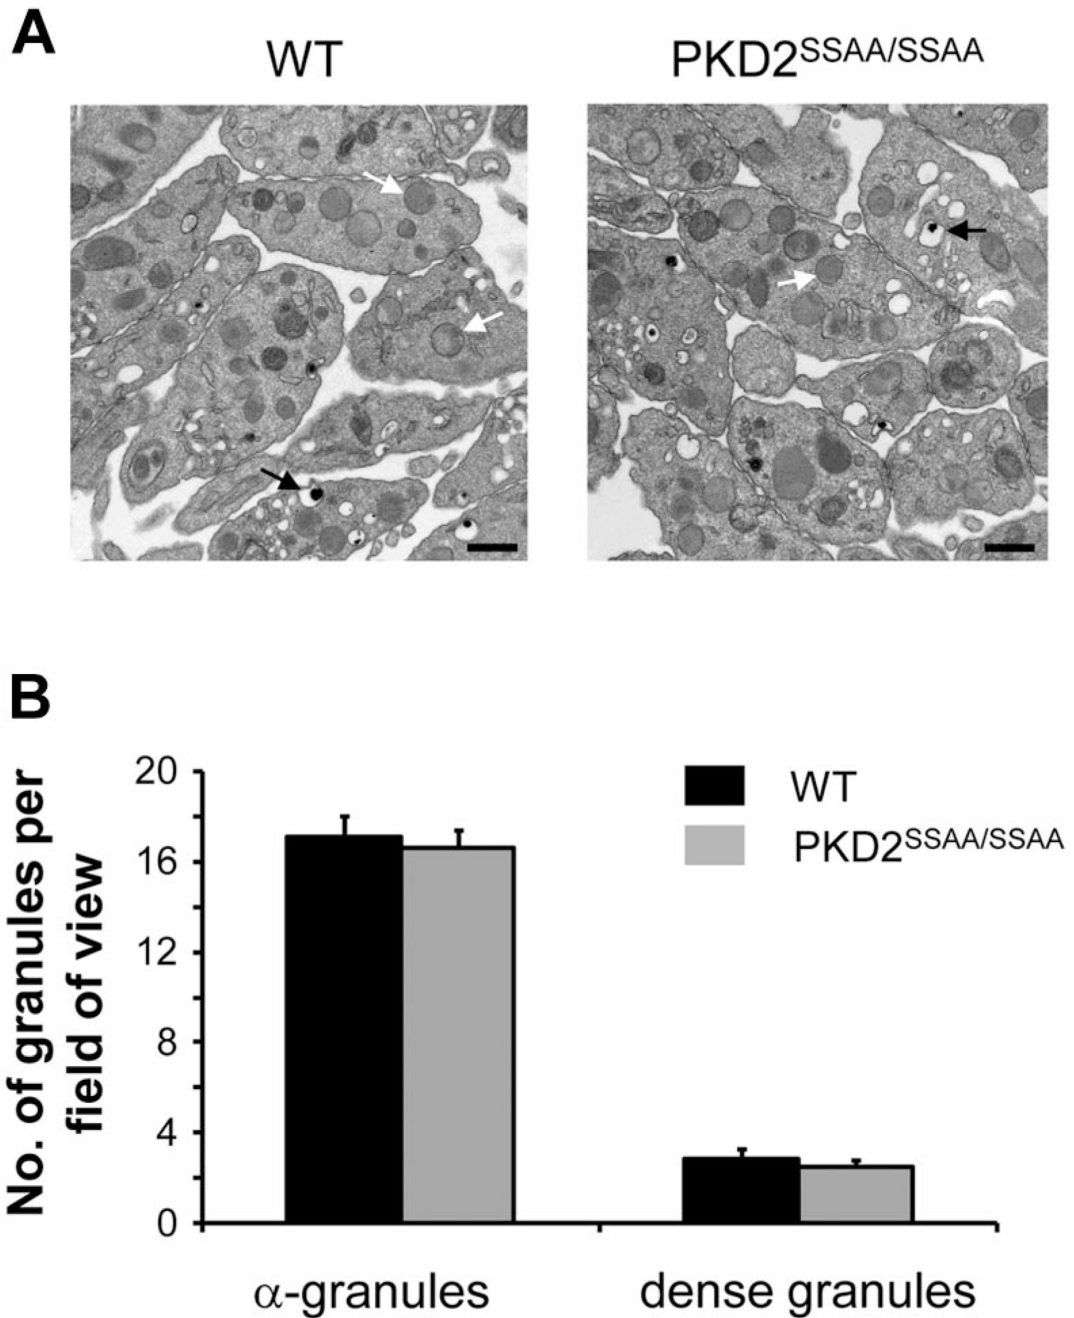 A
WT
PKD2SSAA/SSAA
B
No. of granules per
field of view
20
16
12
8
4
0
WT
PKD2SSAA/SSAA
α-granules
dense granules